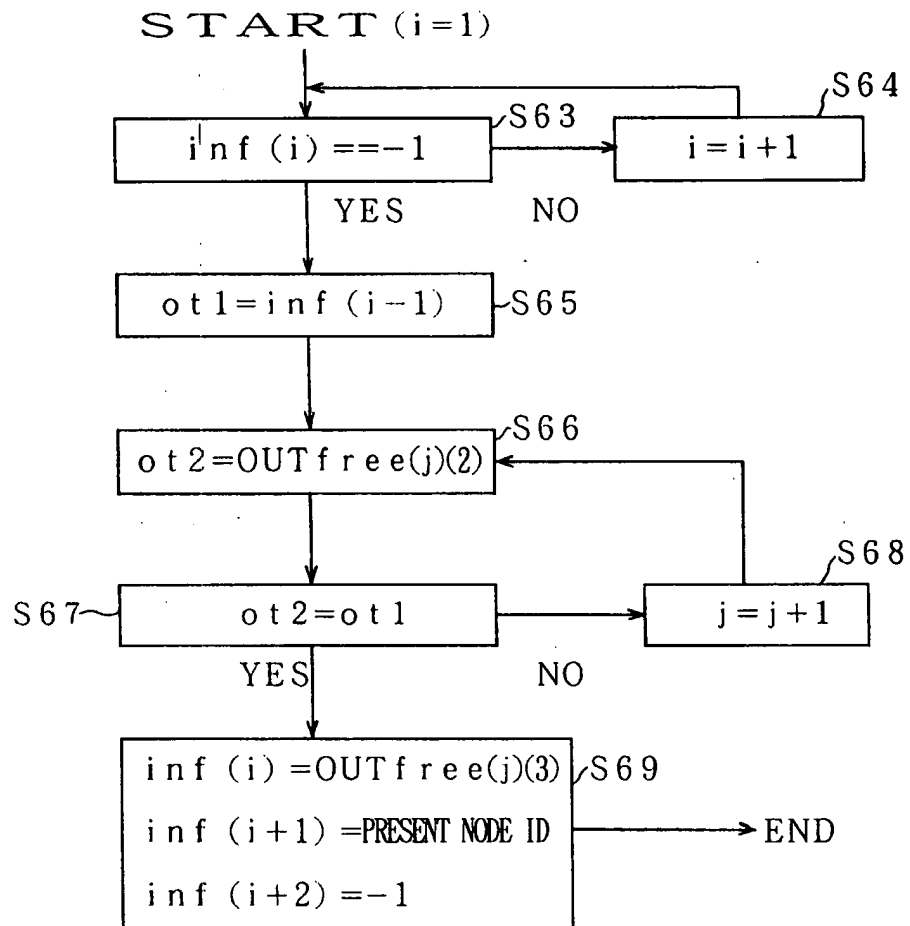 START (i=1)
S64
S63
inf (i) ==-1
i=i+1
YES
NO
ot1=inf (i-1)
S65
S66
ot2=OUTfree(j)(2)
S68
S67
ot2=ot1
j=j+1
YES
NO
inf (i) =OUTfree(j)(3)
S69
inf (i+1) =PRESENT NODE ID
END
inf (i+2) =-1